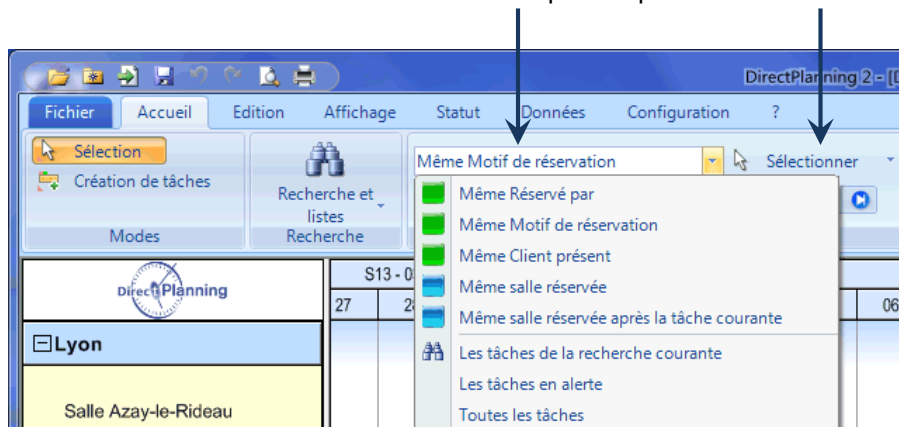 DirectPlanning 2 - [D
Fichier Accueil Edition Affichage Statut Données Configuration ?
Sélection
Création de tâches
Modes
Recherche et
listes
Recherche
Même Motif de réservation
Sélectionner
Même Réservé par
Même Motif de réservation
Même Client présent
Même salle réservée
Même salle réservée après la tâche courante
Les tâches de la recherche courante
Les tâches en alerte
Toutes les tâches
DirectPlanning
S13 - 0
27 2 06
Lyon
Salle Azay-le-Rideau